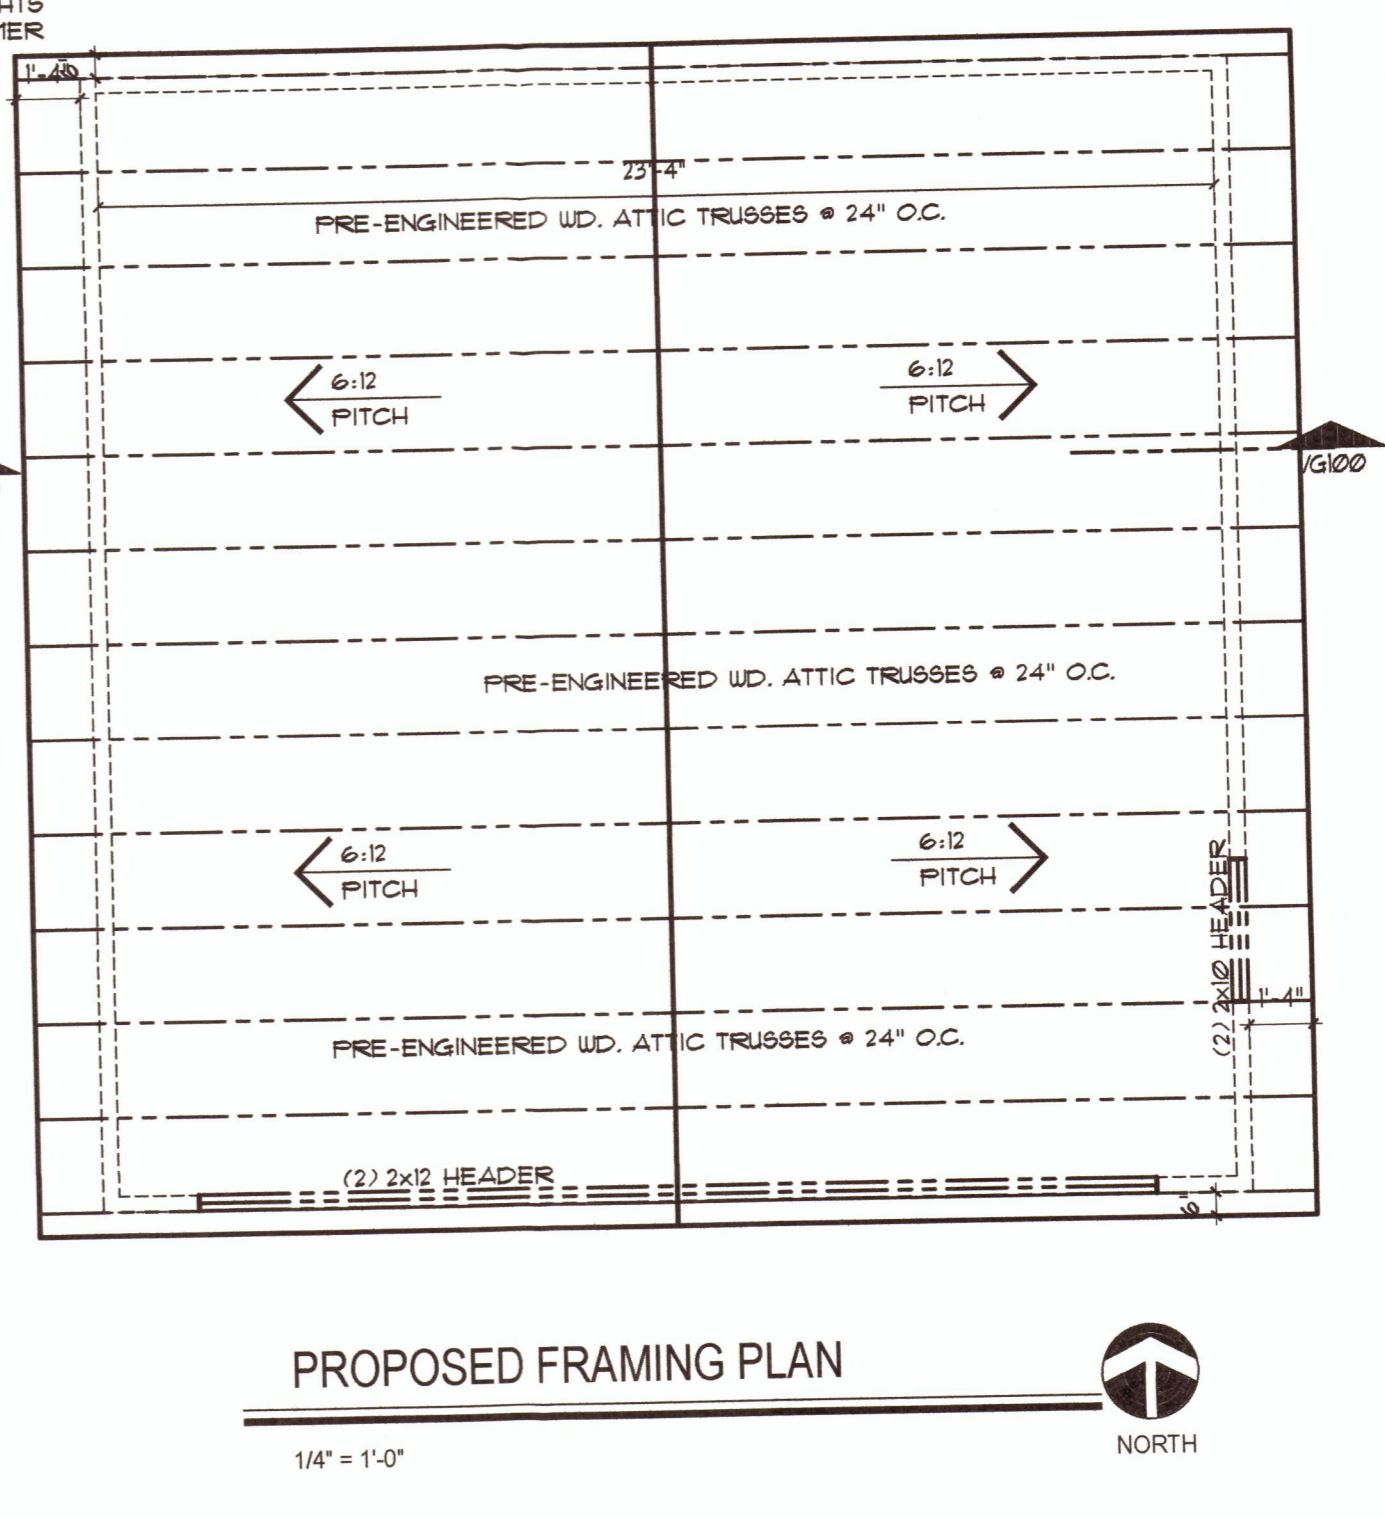 1'-4"
23'-4"
PRE-ENGINEERED WD. ATTIC TRUSSES @ 24" O.C.
6:12
PITCH
6:12
PITCH
/G100
PRE-ENGINEERED WD. ATTIC TRUSSES @ 24" O.C.
6:12
PITCH
6:12
PITCH
(2) 2x10 HEADER
1'-4"
PRE-ENGINEERED WD. ATTIC TRUSSES @ 24" O.C.
(2) 2x12 HEADER
6"
PROPOSED FRAMING PLAN
1/4" = 1'-0"
NORTH